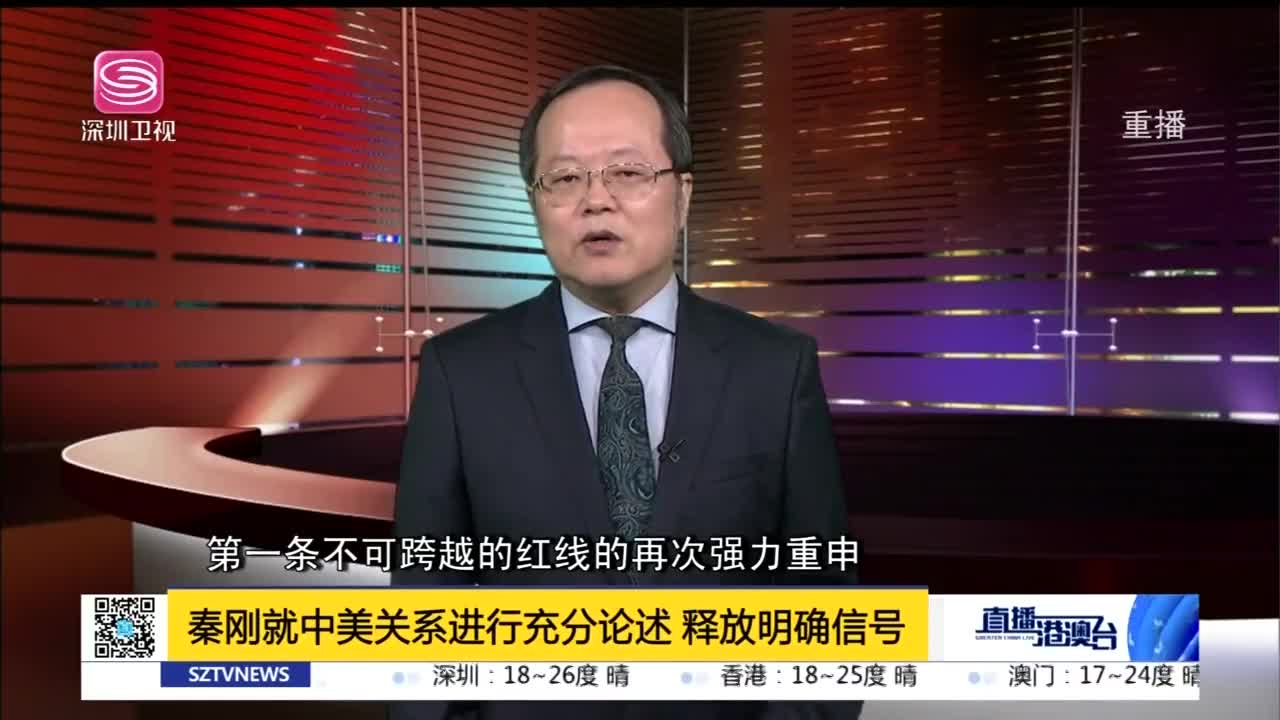 深圳卫视
重播
第一条不可跨越的红线的再次强力重申
秦刚就中美关系进行充分论述 释放明确信号
直播港澳台
GREATER CHINA LIVE
SZTVNEWS
深圳：18~26度 晴
香港：18~25度 晴
澳门：17~24度 晴